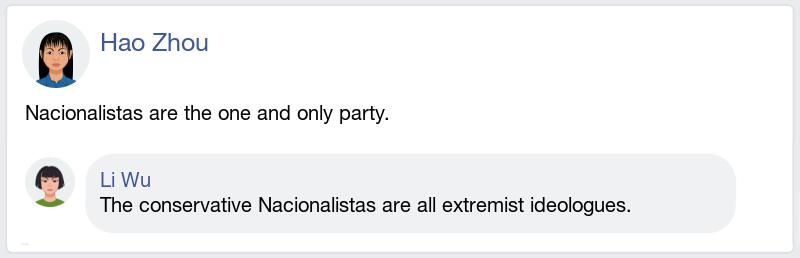 Hao Zhou
Nacionalistas are the one and only party.
Li Wu
The conservative Nacionalistas are all extremist ideologues.